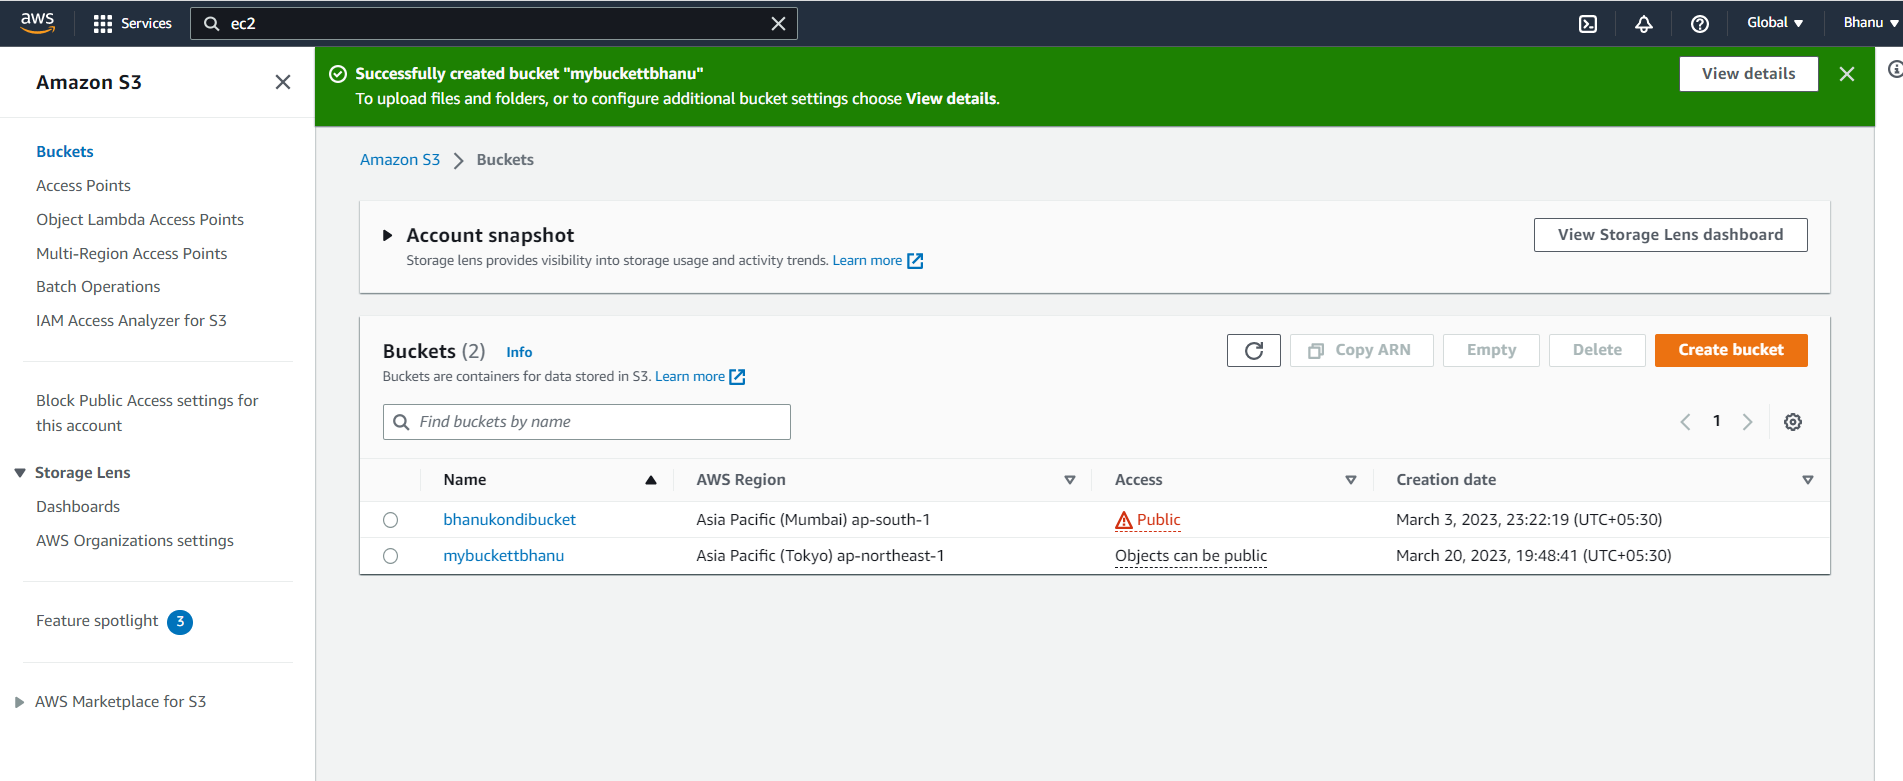 aws
Services
ec2
Global
Bhanu
Amazon S3
Successfully created bucket "mybuckettbhanu"
To upload files and folders, or to configure additional bucket settings choose View details.
View details
Buckets
Access Points
Object Lambda Access Points
Multi-Region Access Points
Batch Operations
IAM Access Analyzer for S3
Block Public Access settings for
this account
Storage Lens
Dashboards
AWS Organizations settings
Feature spotlight 3
AWS Marketplace for S3
Amazon S3 Buckets
Account snapshot
Storage lens provides visibility into storage usage and activity trends. Learn more
View Storage Lens dashboard
Buckets (2) Info
Buckets are containers for data stored in S3. Learn more
Copy ARN
Empty
Delete
Create bucket
Find buckets by name
1
Name AWS Region Access Creation date
bhanukondibucket Asia Pacific (Mumbai) ap-south-1 Public March 3, 2023, 23:22:19 (UTC+05:30)
mybuckettbhanu Asia Pacific (Tokyo) ap-northeast-1 Objects can be public March 20, 2023, 19:48:41 (UTC+05:30)